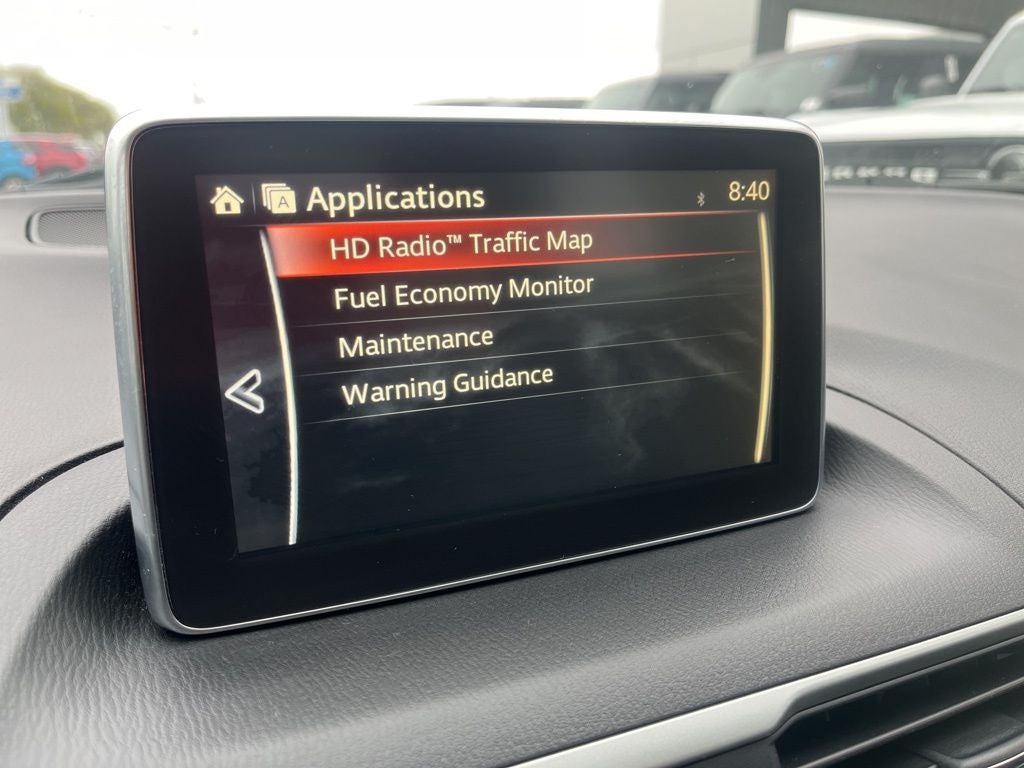 A Applications 8:40
HD Radio™ Traffic Map
Fuel Economy Monitor
Maintenance
Warning Guidance